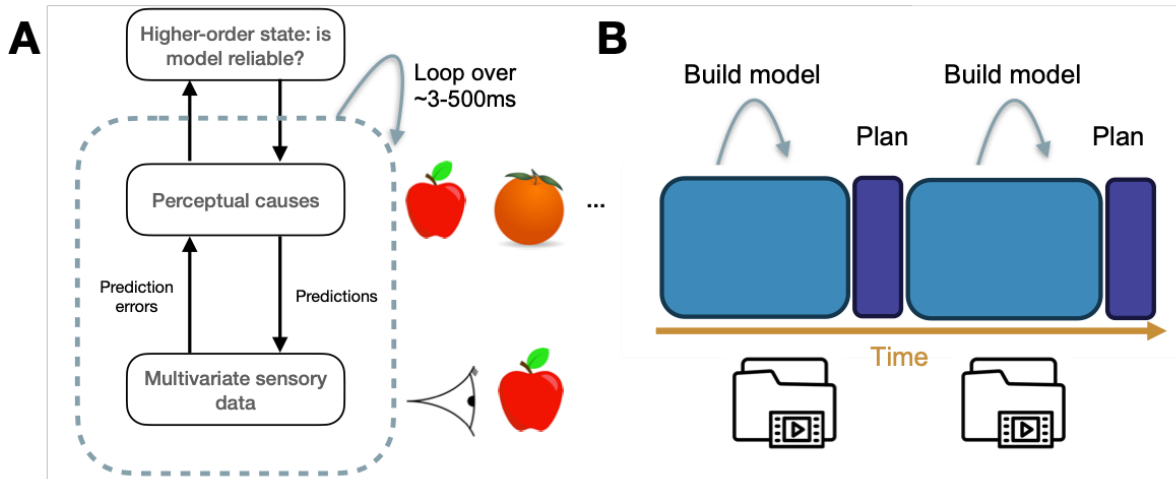 A
Higher-order state: is
model reliable?
Loop over
~3-500ms
Perceptual causes
...
Prediction
errors
Predictions
Multivariate sensory
data
B
Build model
Build model
Plan
Plan
Time